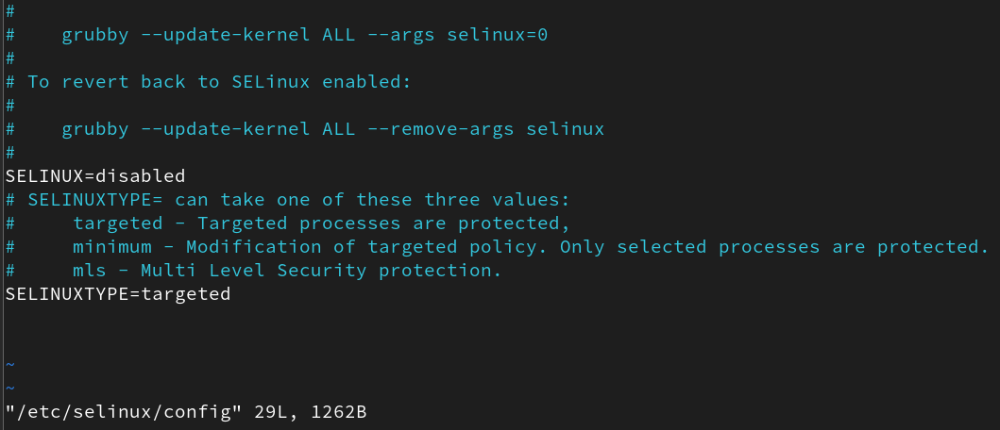 #
#    grubby --update-kernel ALL --args selinux=0
#
# To revert back to SELinux enabled:
#
#    grubby --update-kernel ALL --remove-args selinux
#
SELINUX=disabled
# SELINUXTYPE= can take one of these three values:
#     targeted - Targeted processes are protected,
#     minimum - Modification of targeted policy. Only selected processes are protected.
#     mls - Multi Level Security protection.
SELINUXTYPE=targeted
~
~
"/etc/selinux/config" 29L, 1262B